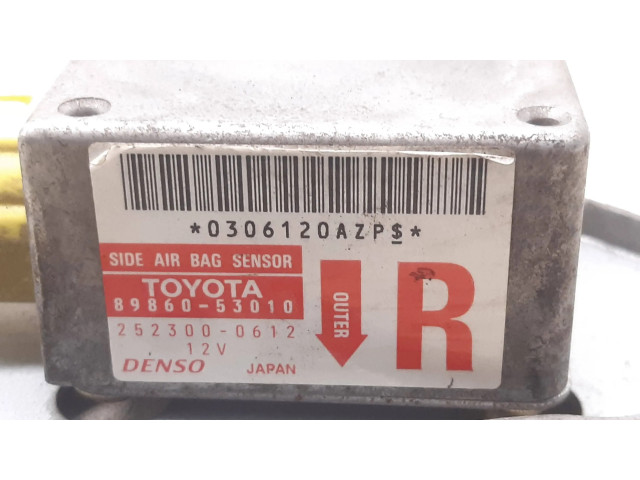 *0306120AZP$*
SIDE AIR BAG SENSOR
TOYOTA
89860-53010
252300-0612
12V
DENSO JAPAN
OUTER
R